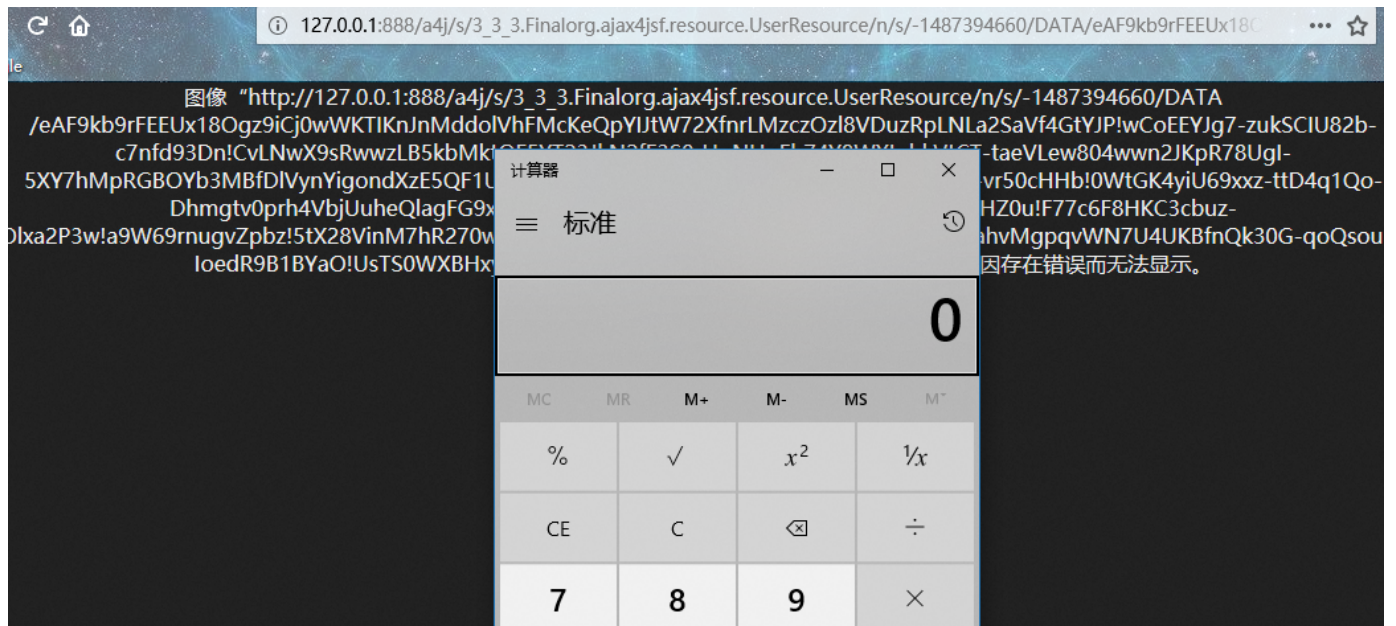 127.0.0.1:888/a4j/s/3_3_3.Finalorg.ajax4jsf.resource.UserResource/n/s/-1487394660/DATA/eAF9kb9rFEEUx18
le
图像“http://127.0.0.1:888/a4j/s/3_3_3.Finalorg.ajax4jsf.resource.UserResource/n/s/-1487394660/DATA
/eAF9kb9rFEEUx18Ogz9iCj0wWKTIKnJnMddolVhFMcKeQpYIJtW72XfnrLMzczOzl8VDuzRpLNLa2SaVf4GtYJP!wCoEEYJg7-zukSCIU82b-
c7nfd93Dn!CvLNwX9sRwwzLB5kbMkt
-taeVLew804wwn2JKpR78UgI-
5XY7hMpRGBOYb3MBfDlVynYigondXzE5QF1U
-vr50cHHb!0WtGK4yiU69xxz-ttD4q1Qo-
Dhmgtv0prh4VbjUuheQlagFG9x
HZ0u!F77c6F8HKC3cbuz-
Dlxa2P3w!a9W69rnugvZpbz!5tX28VinM7hR270w
ahvMgpqvWN7U4UKBfnQk30G-qoQsou
IoedR9B1BYaO!UsTS0WXBHxy
因存在错误而无法显示。
计算器
标准
0
MC MR M+ M- MS M
% √ x² ¹/x
CE C ÷
7 8 9 ×